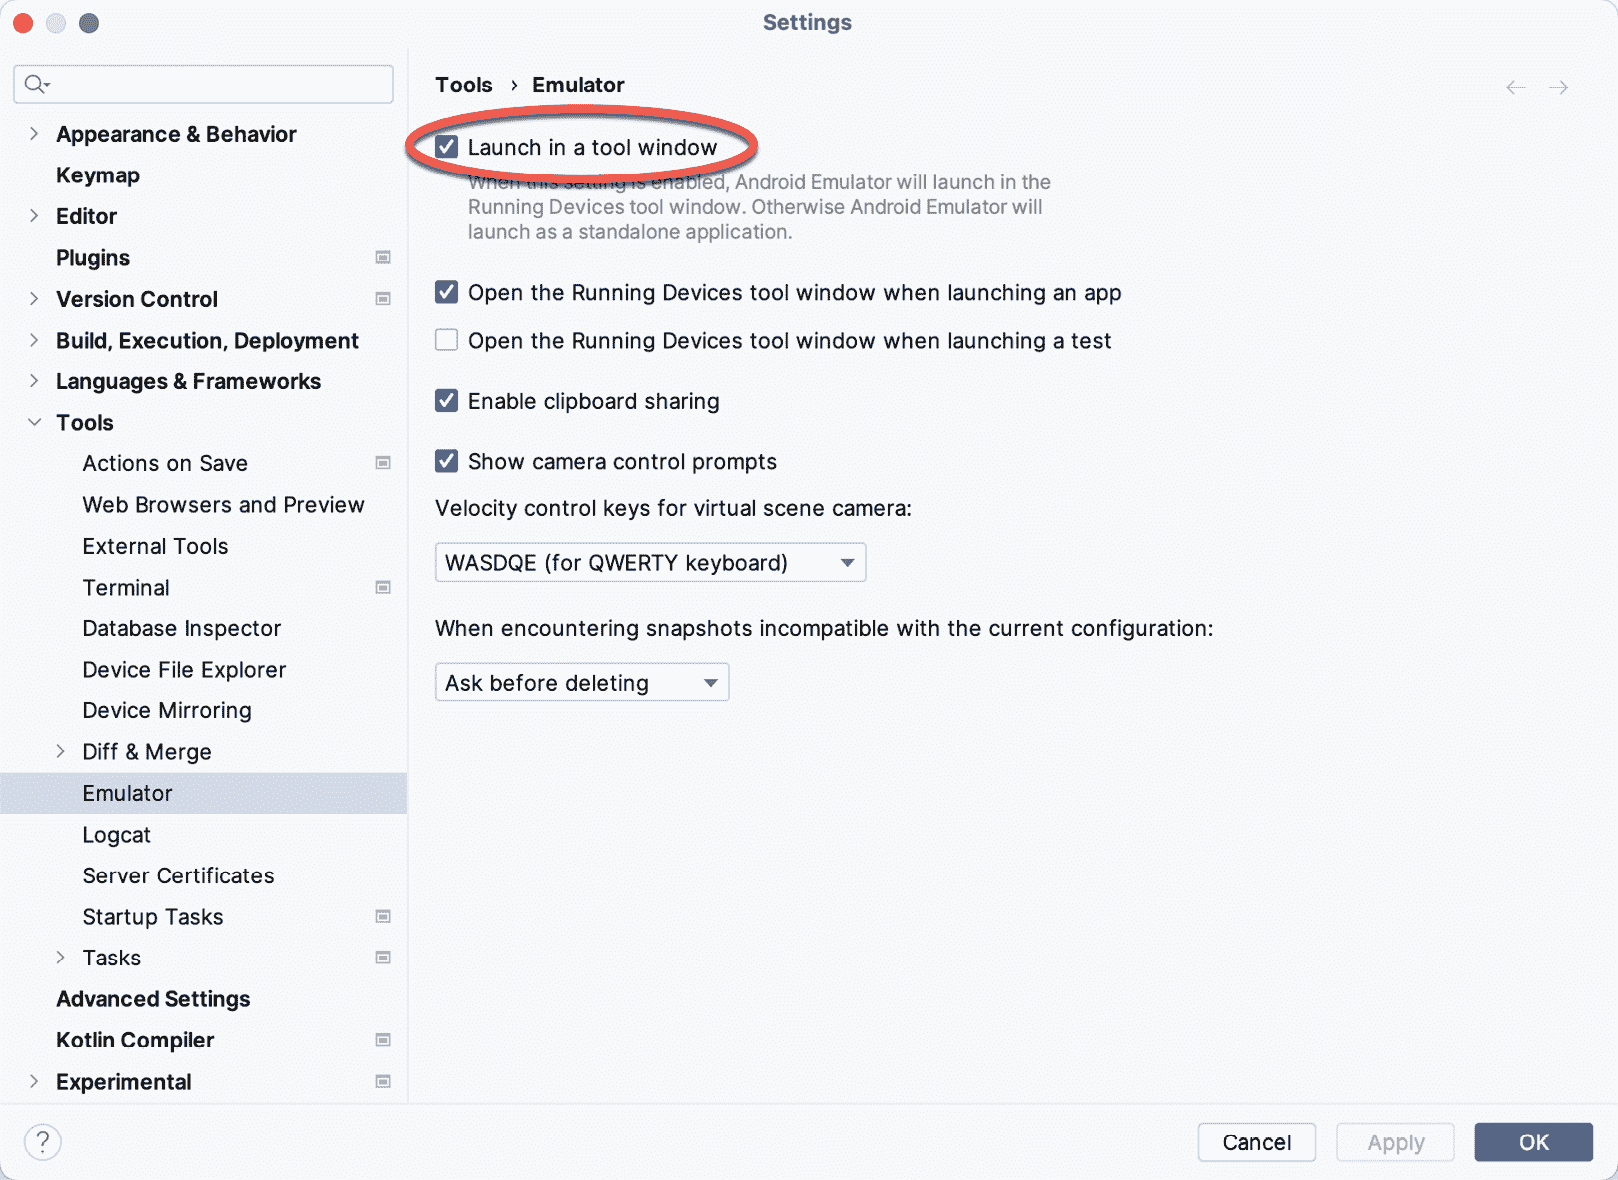 Settings
Appearance & Behavior
Keymap
Editor
Plugins
Version Control
Build, Execution, Deployment
Languages & Frameworks
Tools
Actions on Save
Web Browsers and Preview
External Tools
Terminal
Database Inspector
Device File Explorer
Device Mirroring
Diff & Merge
Emulator
Logcat
Server Certificates
Startup Tasks
Tasks
Advanced Settings
Kotlin Compiler
Experimental
Tools › Emulator
Launch in a tool window
When this setting is enabled, Android Emulator will launch in the
Running Devices tool window. Otherwise Android Emulator will
launch as a standalone application.
Open the Running Devices tool window when launching an app
Open the Running Devices tool window when launching a test
Enable clipboard sharing
Show camera control prompts
Velocity control keys for virtual scene camera:
WASDQE (for QWERTY keyboard)
When encountering snapshots incompatible with the current configuration:
Ask before deleting
?
Cancel
Apply
OK